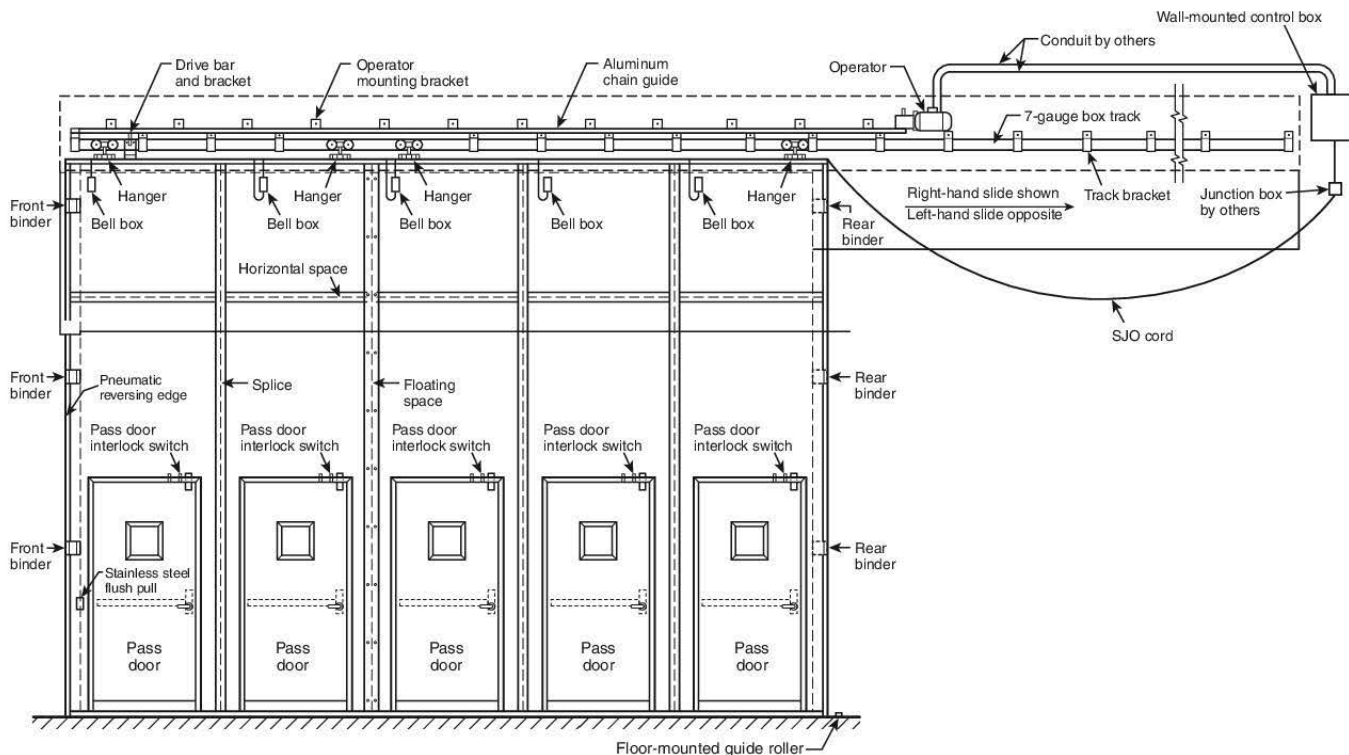 Wall-mounted control box
Conduit by others
Drive bar
and bracket
Operator
mounting bracket
Aluminum
chain guide
Operator
7-gauge box track
Hanger
Hanger
Hanger
Hanger
Right-hand slide shown
Left-hand slide opposite
Track bracket
Junction box
by others
Front
binder
Bell box
Bell box
Bell box
Bell box
Bell box
Rear
binder
Horizontal space
SJO cord
Front
binder
Pneumatic
reversing edge
Splice
Floating
space
Rear
binder
Pass door
interlock switch
Pass door
interlock switch
Pass door
interlock switch
Pass door
interlock switch
Pass door
interlock switch
Front
binder
Stainless steel
flush pull
Rear
binder
Pass
door
Pass
door
Pass
door
Pass
door
Pass
door
Floor-mounted guide roller